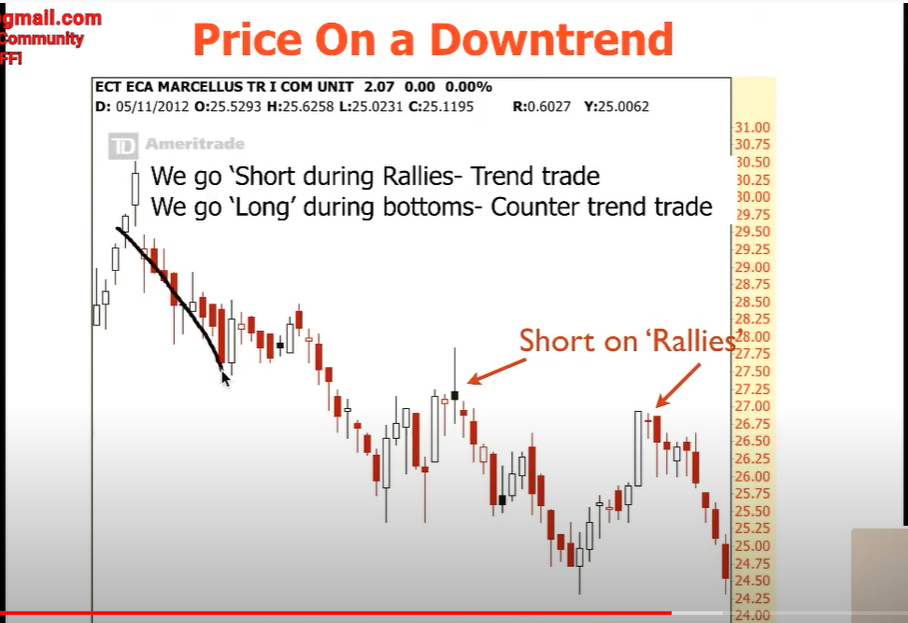 gmail.com
Community
FF!
Price On a Downtrend
ECT ECA MARCELLUS TR I COM UNIT 2.07 0.00 0.00%
D: 05/11/2012 O:25.5293 H:25.6258 L:25.0231 C:25.1195 R:0.6027 Y:25.0062
TD Ameritrade
We go ‘Short during Rallies- Trend trade
We go ‘Long’ during bottoms- Counter trend trade
Short on ‘Rallies’
31.00
30.75
30.50
30.25
30.00
29.75
29.50
29.25
29.00
28.75
28.50
28.25
28.00
27.75
27.50
27.25
27.00
26.75
26.50
26.25
26.00
25.75
25.50
25.25
25.00
24.75
24.50
24.25
24.00